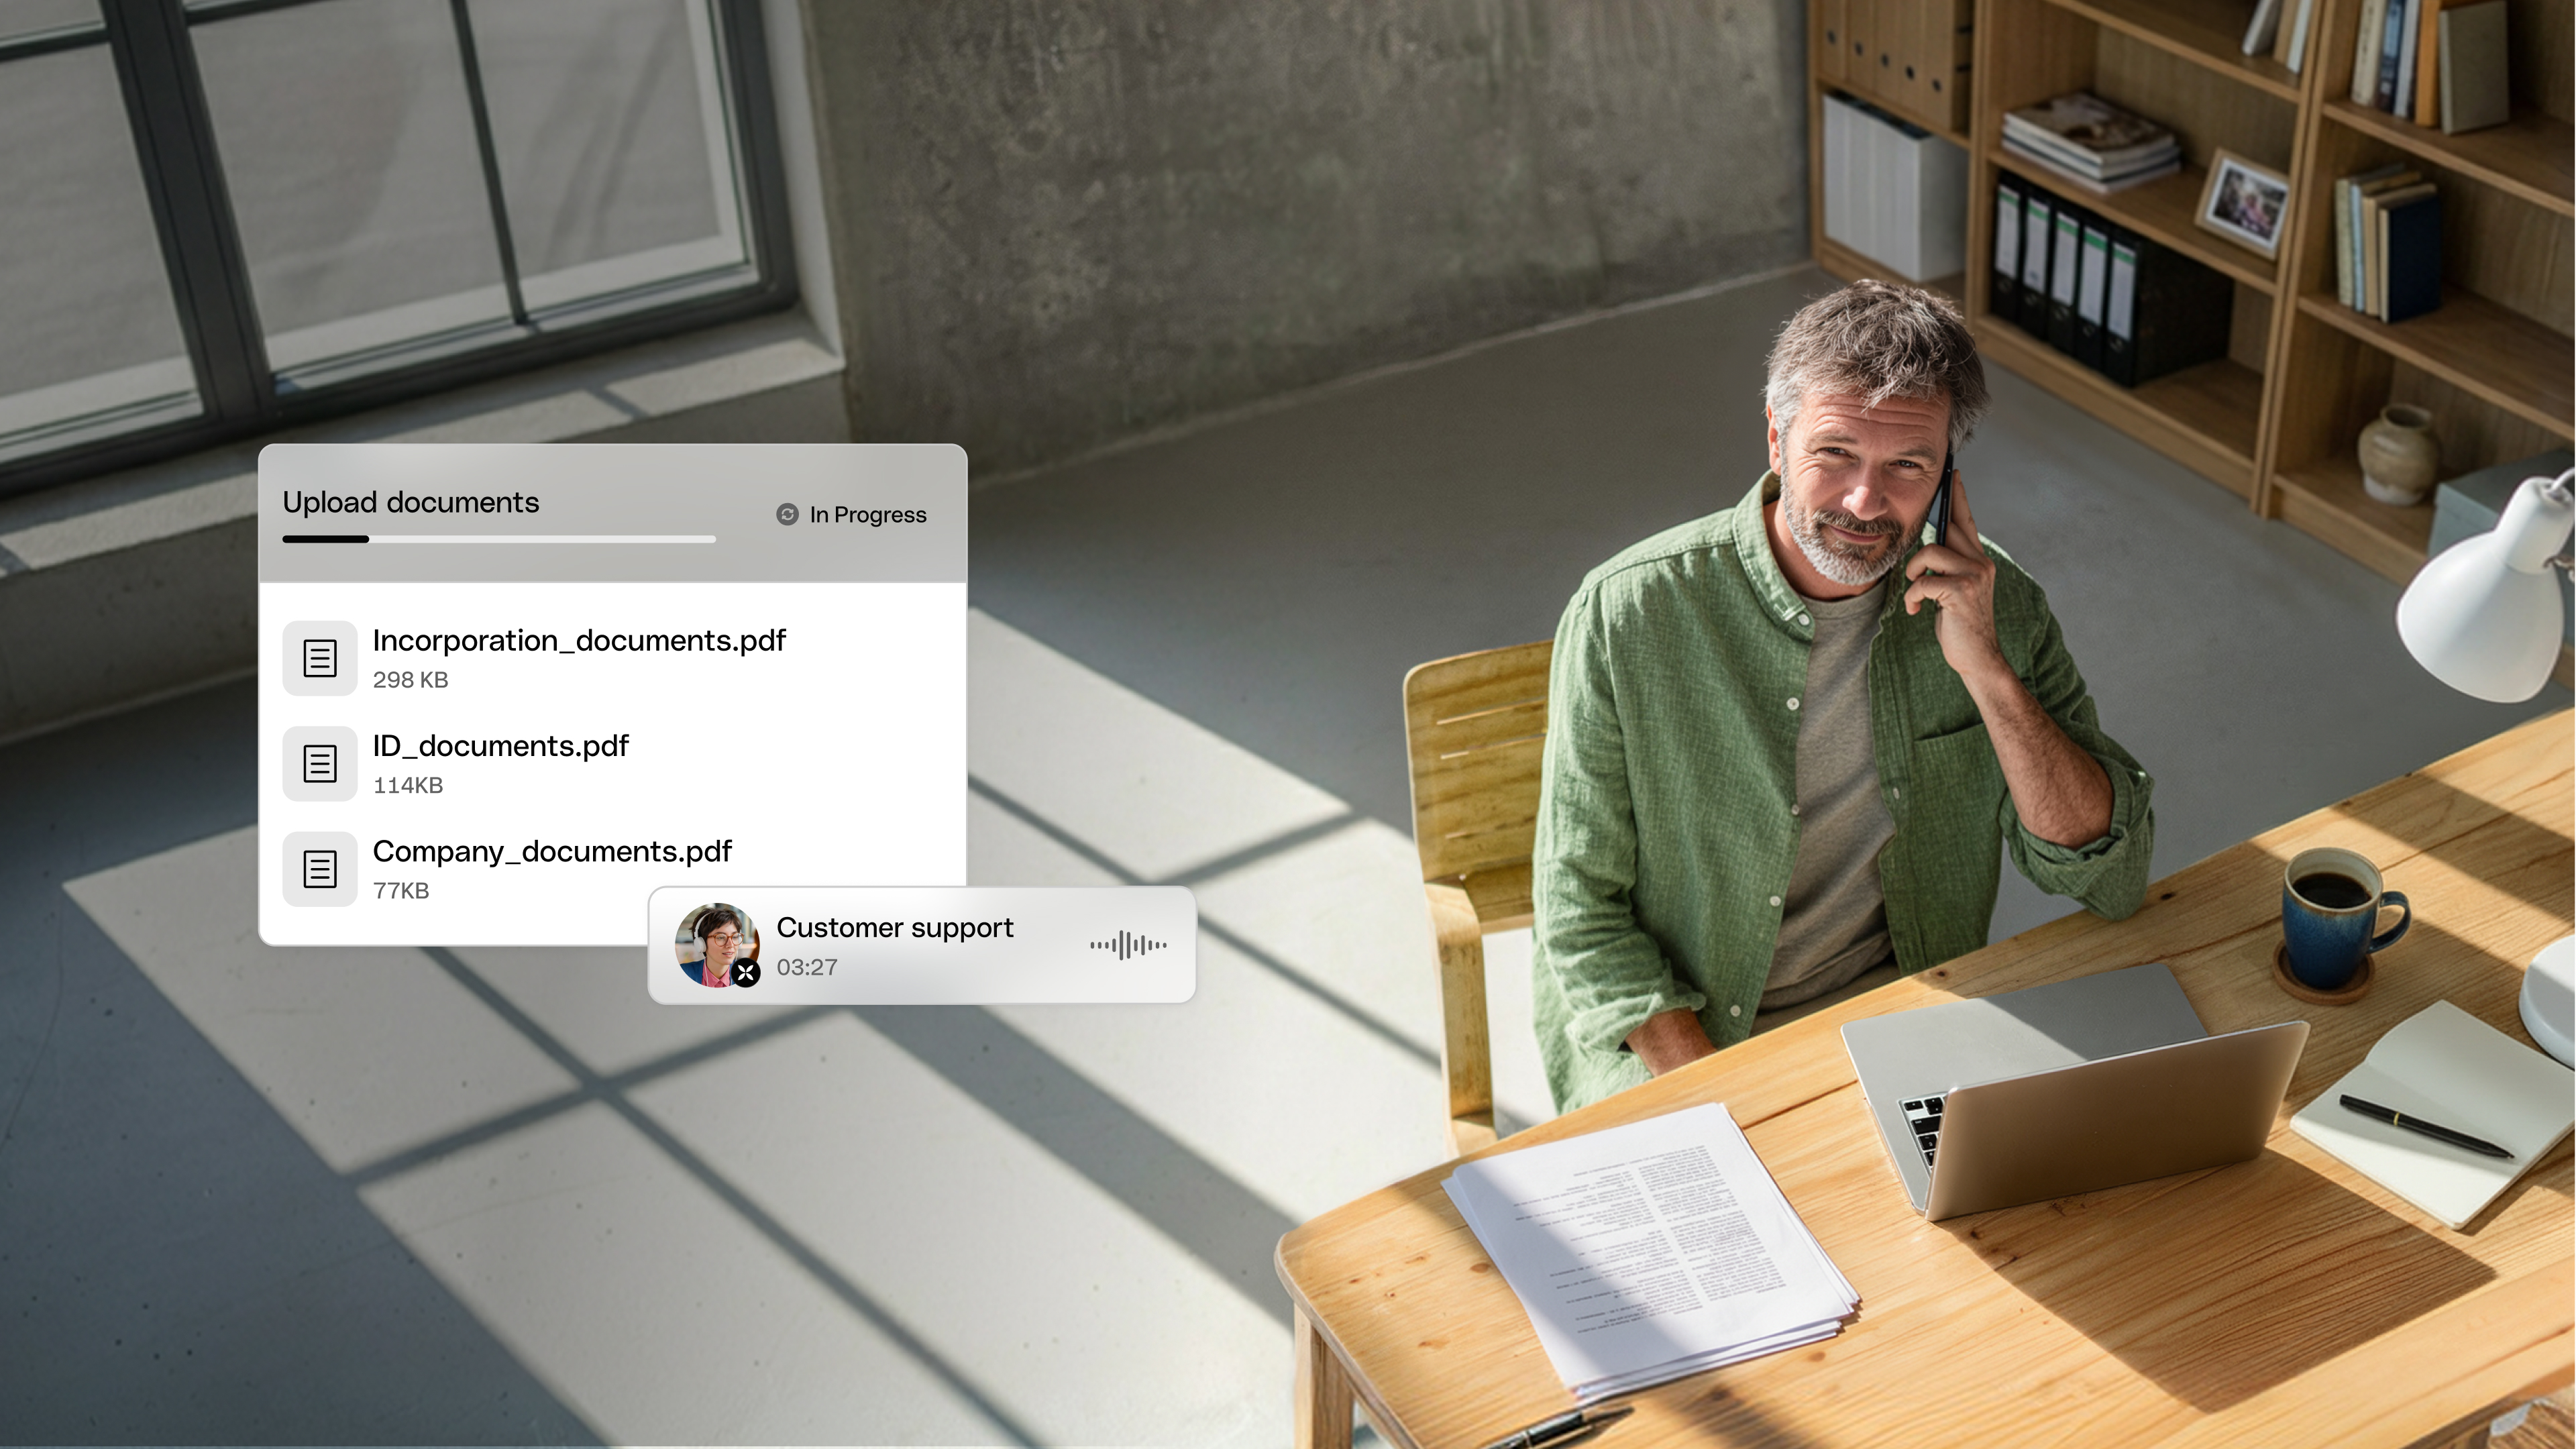 Upload documents
In Progress
Incorporation_documents.pdf
298 KB
ID_documents.pdf
114KB
Company_documents.pdf
77KB
Customer support
03:27